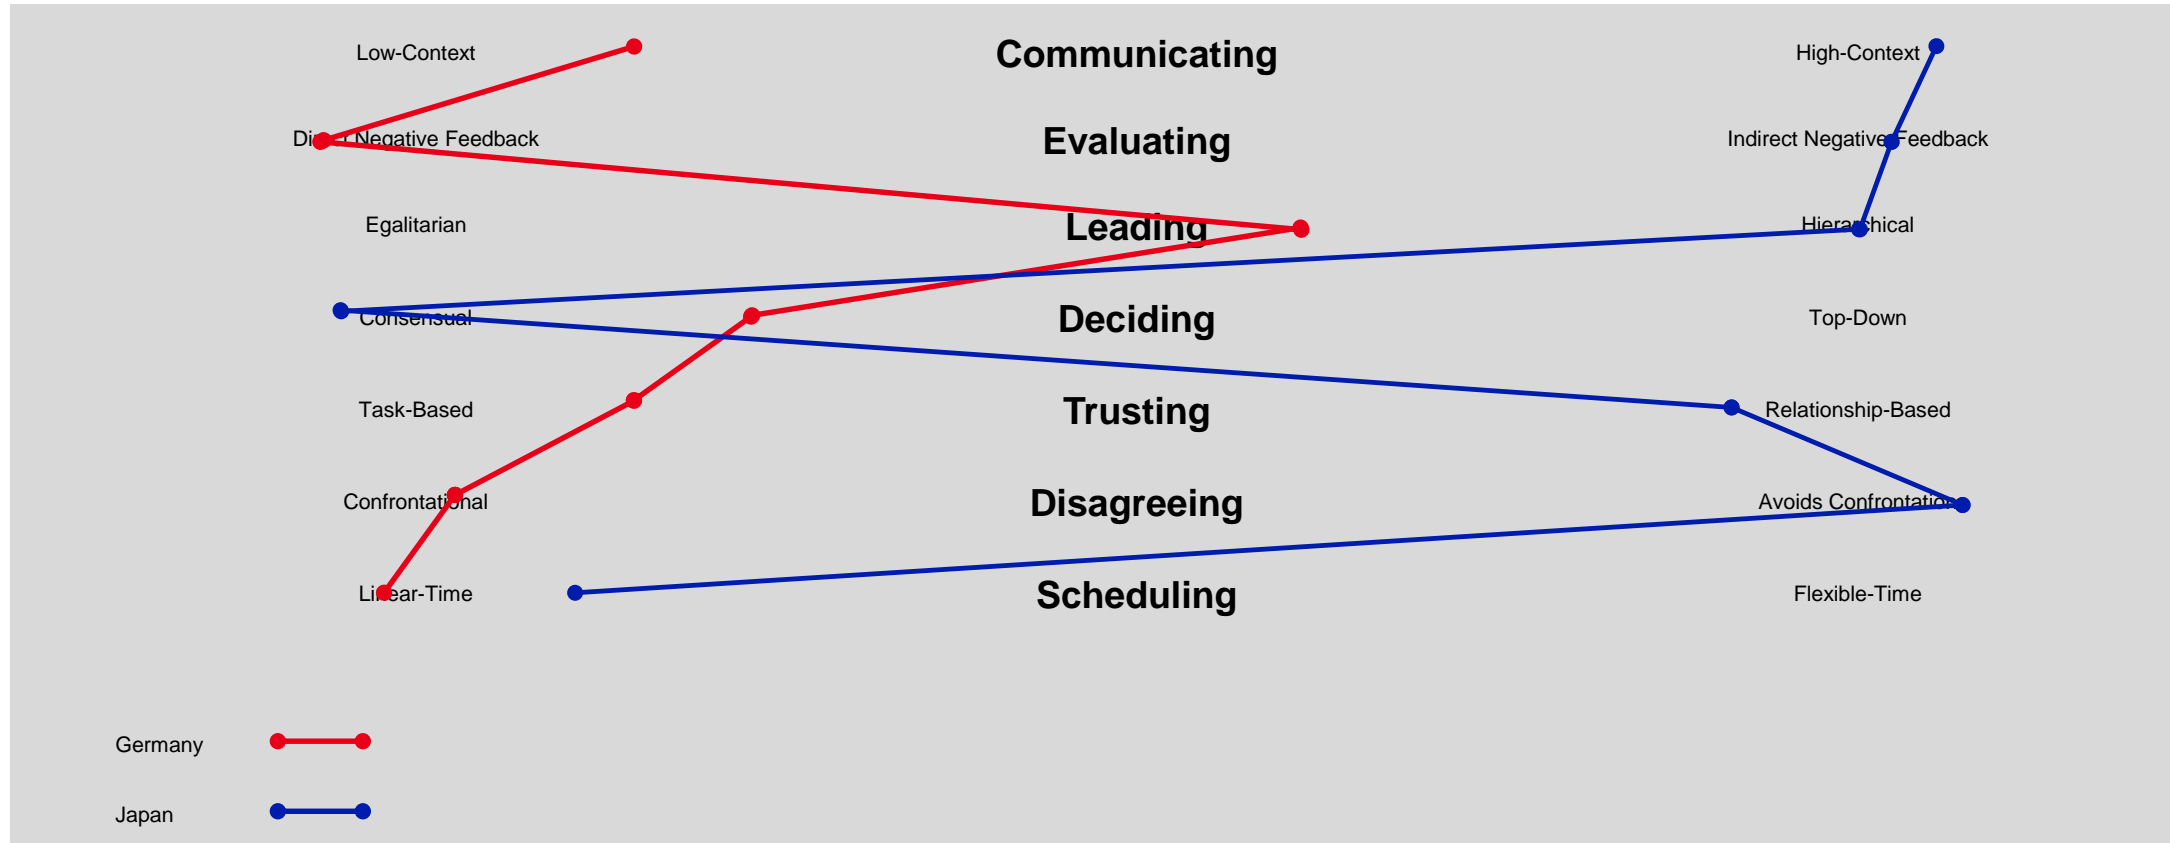 Low-Context Communicating High-Context
Direct Negative Feedback Evaluating Indirect Negative Feedback
Egalitarian Leading Hierarchical
Consensual Deciding Top-Down
Task-Based Trusting Relationship-Based
Confrontational Disagreeing Avoids Confrontation
Linear-Time Scheduling Flexible-Time
Germany
Japan